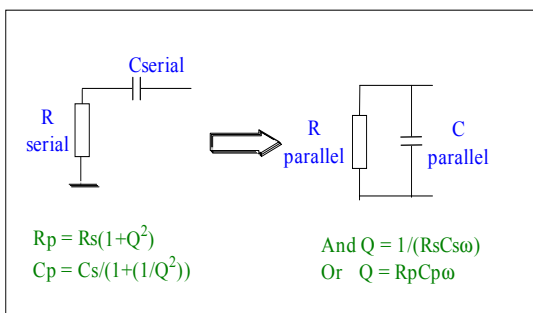 Cserial
R
serial
R
parallel
C
parallel
Rp = Rs(1+Q²)
Cp = Cs/(1+(1/Q²))
And Q = 1/(RsCsω)
Or Q = RpCpω